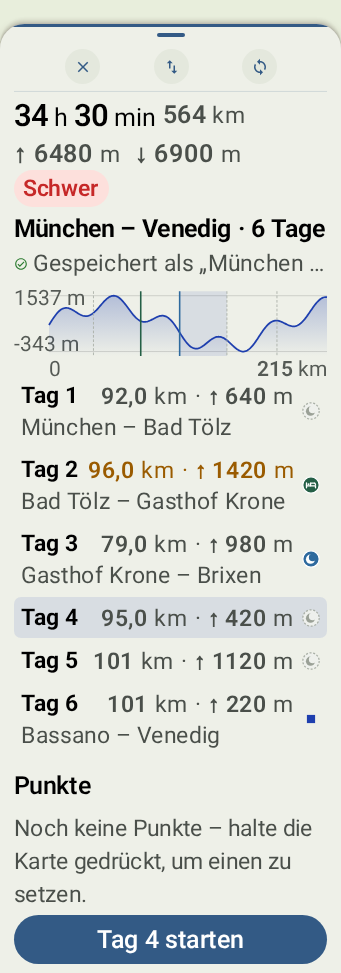 34 h 30 min 564 km
↑ 6480 m ↓ 6900 m
Schwer
München – Venedig · 6 Tage
Gespeichert als „München …
1537 m
-343 m
0 215 km
Tag 1 92,0 km · ↑ 640 m
München – Bad Tölz
Tag 2 96,0 km · ↑ 1420 m
Bad Tölz – Gasthof Krone
Tag 3 79,0 km · ↑ 980 m
Gasthof Krone – Brixen
Tag 4 95,0 km · ↑ 420 m
Tag 5 101 km · ↑ 1120 m
Tag 6 101 km · ↑ 220 m
Bassano – Venedig
Punkte
Noch keine Punkte – halte die
Karte gedrückt, um einen zu
setzen.
Tag 4 starten